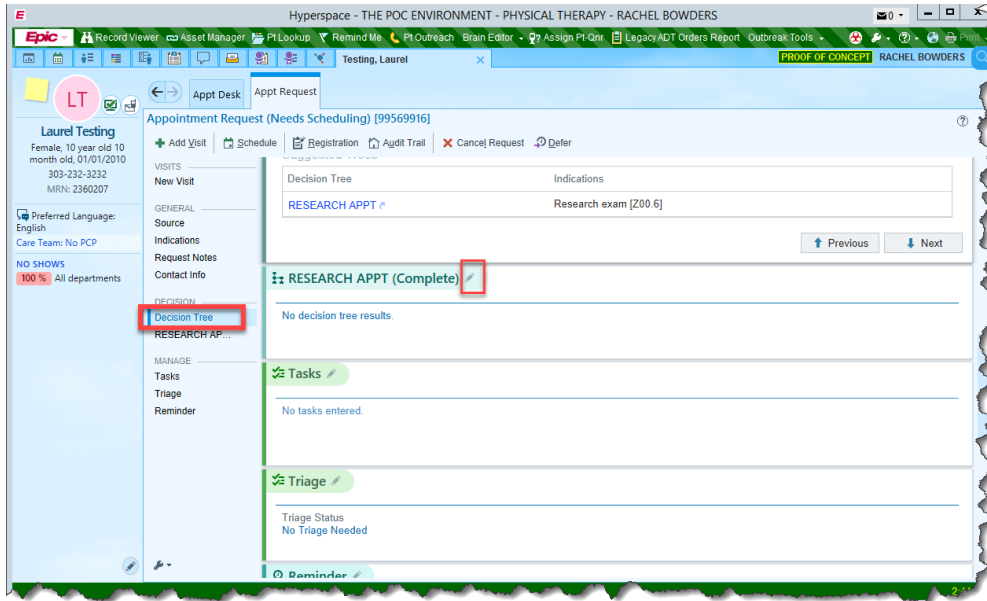 Hyperspace - THE POC ENVIRONMENT - PHYSICAL THERAPY - RACHEL BOWDERS
0
Epic Record Viewer Asset Manager Pt Lookup Remind Me Pt Outreach Brain Editor Assign Pt-Qnr Legacy ADT Orders Report Outbreak Tools Print
Testing, Laurel
PROOF OF CONCEPT RACHEL BOWDERS
LT
Laurel Testing
Female, 10 year old 10
month old, 01/01/2010
303-232-3232
MRN: 2360207
Preferred Language:
English
Care Team: No PCP
NO SHOWS
100 % All departments
Appt Desk Appt Request
Appointment Request (Needs Scheduling) [99569916]
Add Visit Schedule Registration Audit Trail Cancel Request Defer
VISITS
New Visit
GENERAL
Source
Indications
Request Notes
Contact Info
DECISION
Decision Tree
RESEARCH AP...
MANAGE
Tasks
Triage
Reminder
Suggested Trees
Decision Tree Indications
RESEARCH APPT Research exam [Z00.6]
Previous Next
RESEARCH APPT (Complete)
No decision tree results.
Tasks
No tasks entered.
Triage
Triage Status
No Triage Needed
Reminder